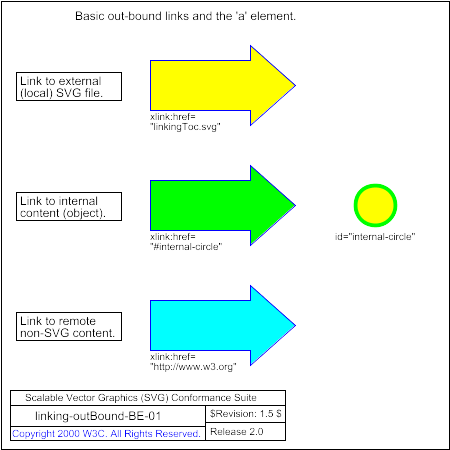 Basic out-bound links and the 'a' element.
Link to external
(local) SVG file.
xlink:href=
"linkingToc.svg"
Link to internal
content (object).
xlink:href=
"#internal-circle"
id="internal-circle"
Link to remote
non-SVG content.
xlink:href=
"http://www.w3.org"
Scalable Vector Graphics (SVG) Conformance Suite
linking-outBound-BE-01
$Revision: 1.5 $
Copyright 2000 W3C. All Rights Reserved.
Release 2.0